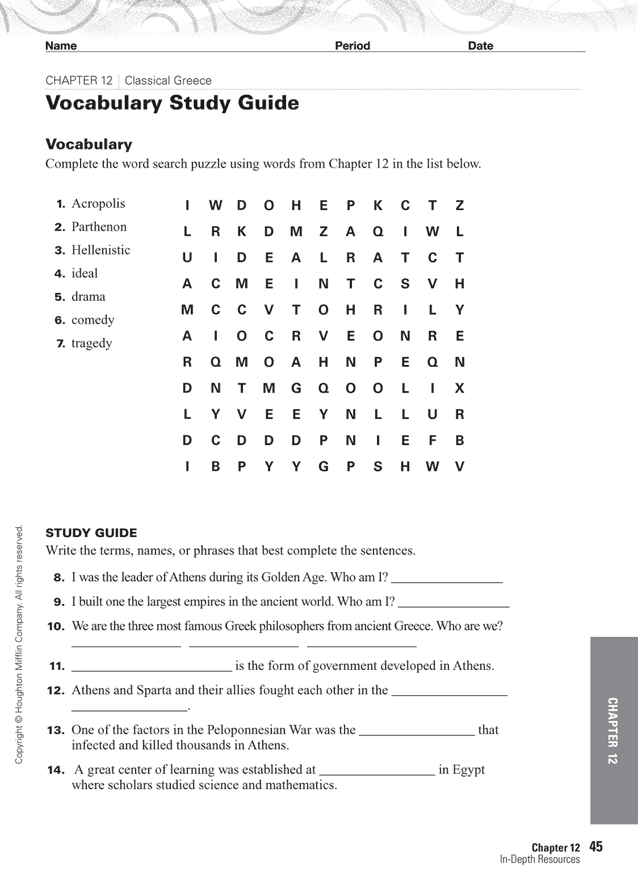 Name Period Date
CHAPTER 12 | Classical Greece
Vocabulary Study Guide
Vocabulary
Complete the word search puzzle using words from Chapter 12 in the list below.
1. Acropolis
2. Parthenon
3. Hellenistic
4. ideal
5. drama
6. comedy
7. tragedy
I W D O H E P K C T Z
L R K D M Z A Q I W L
U I D E A L R A T C T
A C M E I N T C S V H
M C C V T O H R I L Y
A I O C R V E O N R E
R Q M O A H N P E Q N
D N T M G Q O O L I X
L Y V E E Y N L L U R
D C D D D P N I E F B
I B P Y Y G P S H W V
STUDY GUIDE
Write the terms, names, or phrases that best complete the sentences.
8. I was the leader of Athens during its Golden Age. Who am I? ________________
9. I built one the largest empires in the ancient world. Who am I? ________________
10. We are the three most famous Greek philosophers from ancient Greece. Who are we?
________________ ________________ ________________
11. ________________________ is the form of government developed in Athens.
12. Athens and Sparta and their allies fought each other in the _________________
_________________.
13. One of the factors in the Peloponnesian War was the _________________ that
infected and killed thousands in Athens.
14. A great center of learning was established at _________________ in Egypt
where scholars studied science and mathematics.
Copyright © Houghton Mifflin Company. All rights reserved.
CHAPTER 12
Chapter 12 45
In-Depth Resources